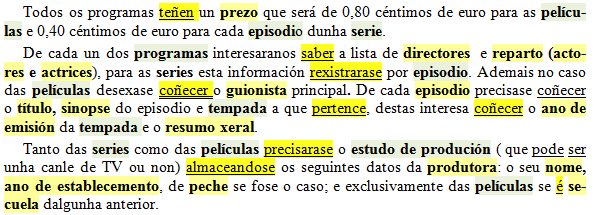 Todos os programas teñen un prezo que será de 0,80 céntimos de euro para as pelícu-
las e 0,40 céntimos de euro para cada episodio dunha serie.
De cada un dos programas interesaranos saber a lista de directores e reparto (acto-
res e actrices), para as series esta información rexistrarase por episodio. Ademais no caso
das películas desexase coñecer o guionista principal. De cada episodio precisase coñecer
o título, sinopse do episodio e tempada a que pertence, destas interesa coñecer o ano de
emisión da tempada e o resumo xeral.
Tanto das series como das películas precisarase o estudo de produción ( que pode ser
unha canle de TV ou non) almaceandose os seguintes datos da produtora: o seu nome,
ano de establecemento, de peche se fose o caso; e exclusivamente das películas se é se-
cuela dalgunha anterior.